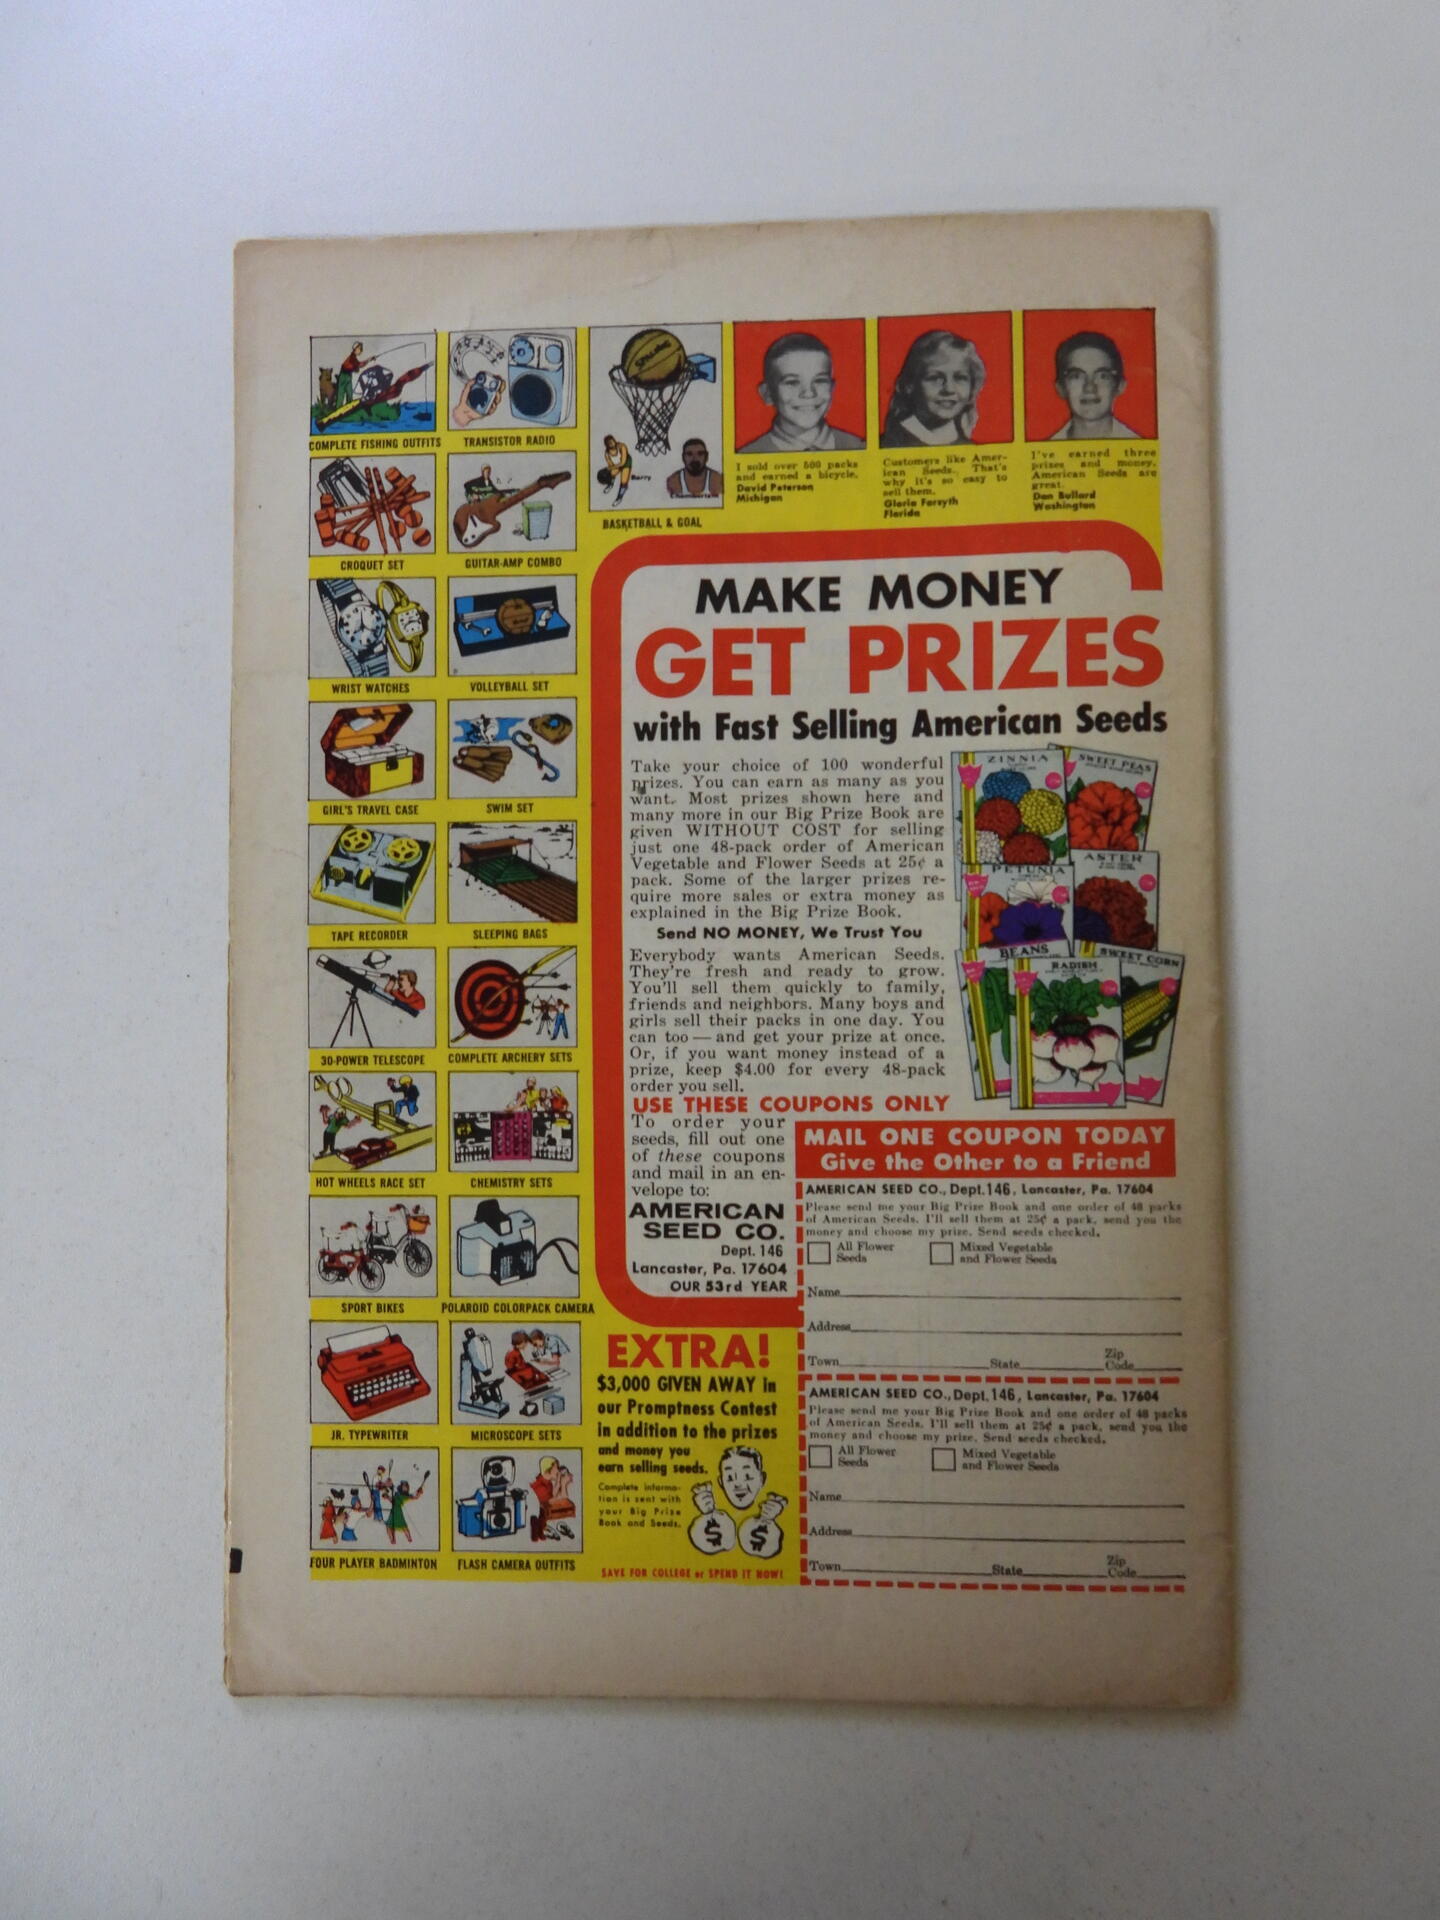 COMPLETE FISHING OUTFITS
TRANSISTOR RADIO
SPALDING
Barry
Chamberlain
BASKETBALL & GOAL
I sold over 500 packs
and earned a bicycle.
David Peterson
Michigan
Customers like Amer-
ican Seeds. That's
why it's so easy to
sell them.
Gloria Forsyth
Florida
I've earned three
prizes and money.
American Seeds are
great.
Dan Bullard
Washington
CROQUET SET
GUITAR-AMP COMBO
WRIST WATCHES
VOLLEYBALL SET
GIRL'S TRAVEL CASE
SWIM SET
TAPE RECORDER
SLEEPING BAGS
30-POWER TELESCOPE
COMPLETE ARCHERY SETS
HOT WHEELS RACE SET
CHEMISTRY SETS
SPORT BIKES
POLAROID COLORPACK CAMERA
JR. TYPEWRITER
MICROSCOPE SETS
FOUR PLAYER BADMINTON
FLASH CAMERA OUTFITS
MAKE MONEY
GET PRIZES
with Fast Selling American Seeds
Take your choice of 100 wonderful
prizes. You can earn as many as you
want. Most prizes shown here and
many more in our Big Prize Book are
given WITHOUT COST for selling
just one 48-pack order of American
Vegetable and Flower Seeds at 25¢ a
pack. Some of the larger prizes re-
quire more sales or extra money as
explained in the Big Prize Book.
Send NO MONEY, We Trust You
Everybody wants American Seeds.
They're fresh and ready to grow.
You'll sell them quickly to family,
friends and neighbors. Many boys and
girls sell their packs in one day. You
can too — and get your prize at once.
Or, if you want money instead of a
prize, keep $4.00 for every 48-pack
order you sell.
USE THESE COUPONS ONLY
To order your
seeds, fill out one
of these coupons
and mail in an en-
velope to:
AMERICAN
SEED CO.
Dept. 146
Lancaster, Pa. 17604
OUR 53rd YEAR
ZINNIA
SWEET PEAS
PETUNIA
ASTER
BEANS
RADISH
SWEET CORN
MAIL ONE COUPON TODAY
Give the Other to a Friend
AMERICAN SEED CO., Dept. 146, Lancaster, Pa. 17604
Please send me your Big Prize Book and one order of 48 packs
of American Seeds. I'll sell them at 25¢ a pack, send you the
money and choose my prize. Send seeds checked.
All Flower Seeds
Mixed Vegetable and Flower Seeds
Name
Address
Town State Zip Code
AMERICAN SEED CO., Dept. 146, Lancaster, Pa. 17604
Please send me your Big Prize Book and one order of 48 packs
of American Seeds. I'll sell them at 25¢ a pack, send you the
money and choose my prize. Send seeds checked.
All Flower Seeds
Mixed Vegetable and Flower Seeds
Name
Address
Town State Zip Code
EXTRA!
$3,000 GIVEN AWAY in
our Promptness Contest
in addition to the prizes
and money you
earn selling seeds.
Complete informa-
tion is sent with
your Big Prize
Book and Seeds.
$ $
SAVE FOR COLLEGE or SPEND IT NOW!